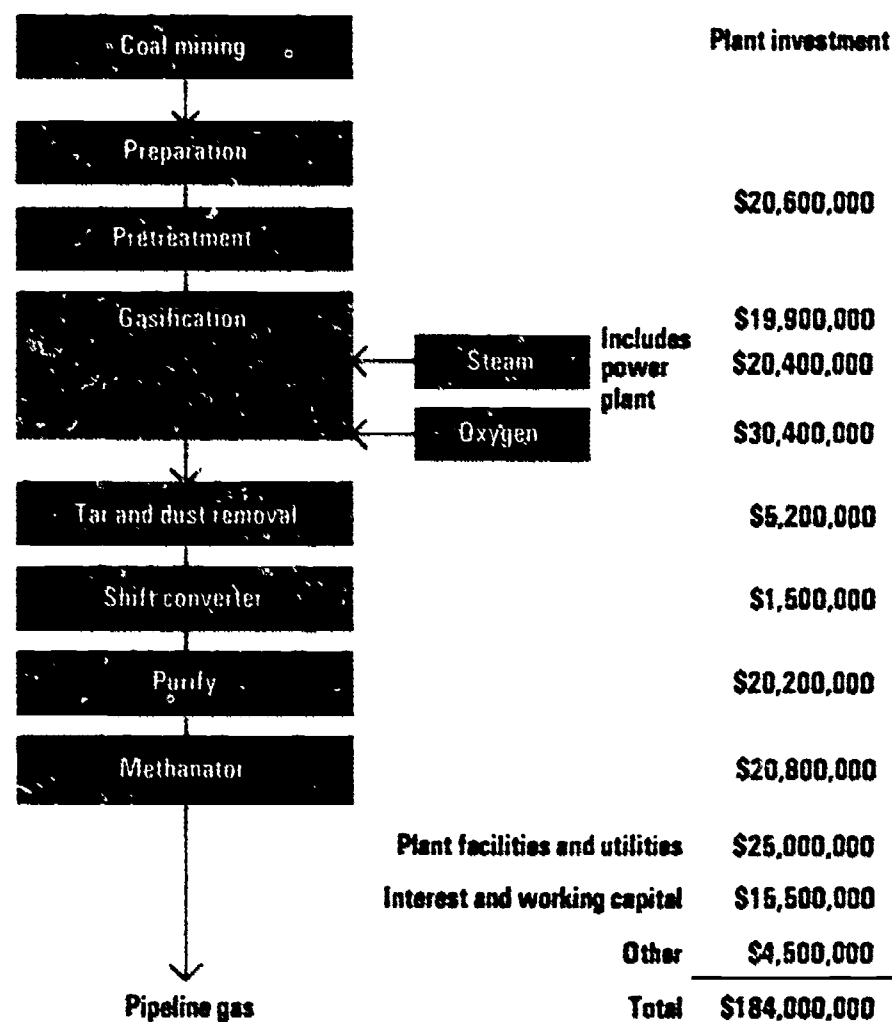 Coal mining
Plant investment
Preparation
$20,600,000
Pretreatment
Gasification
$19,900,000
Steam
Includes
power
plant
$20,400,000
Oxygen
$30,400,000
Tar and dust removal
$5,200,000
Shift converter
$1,500,000
Purify
$20,200,000
Methanator
$20,800,000
Plant facilities and utilities $25,000,000
Interest and working capital $15,500,000
Other $4,500,000
Pipeline gas
Total $184,000,000